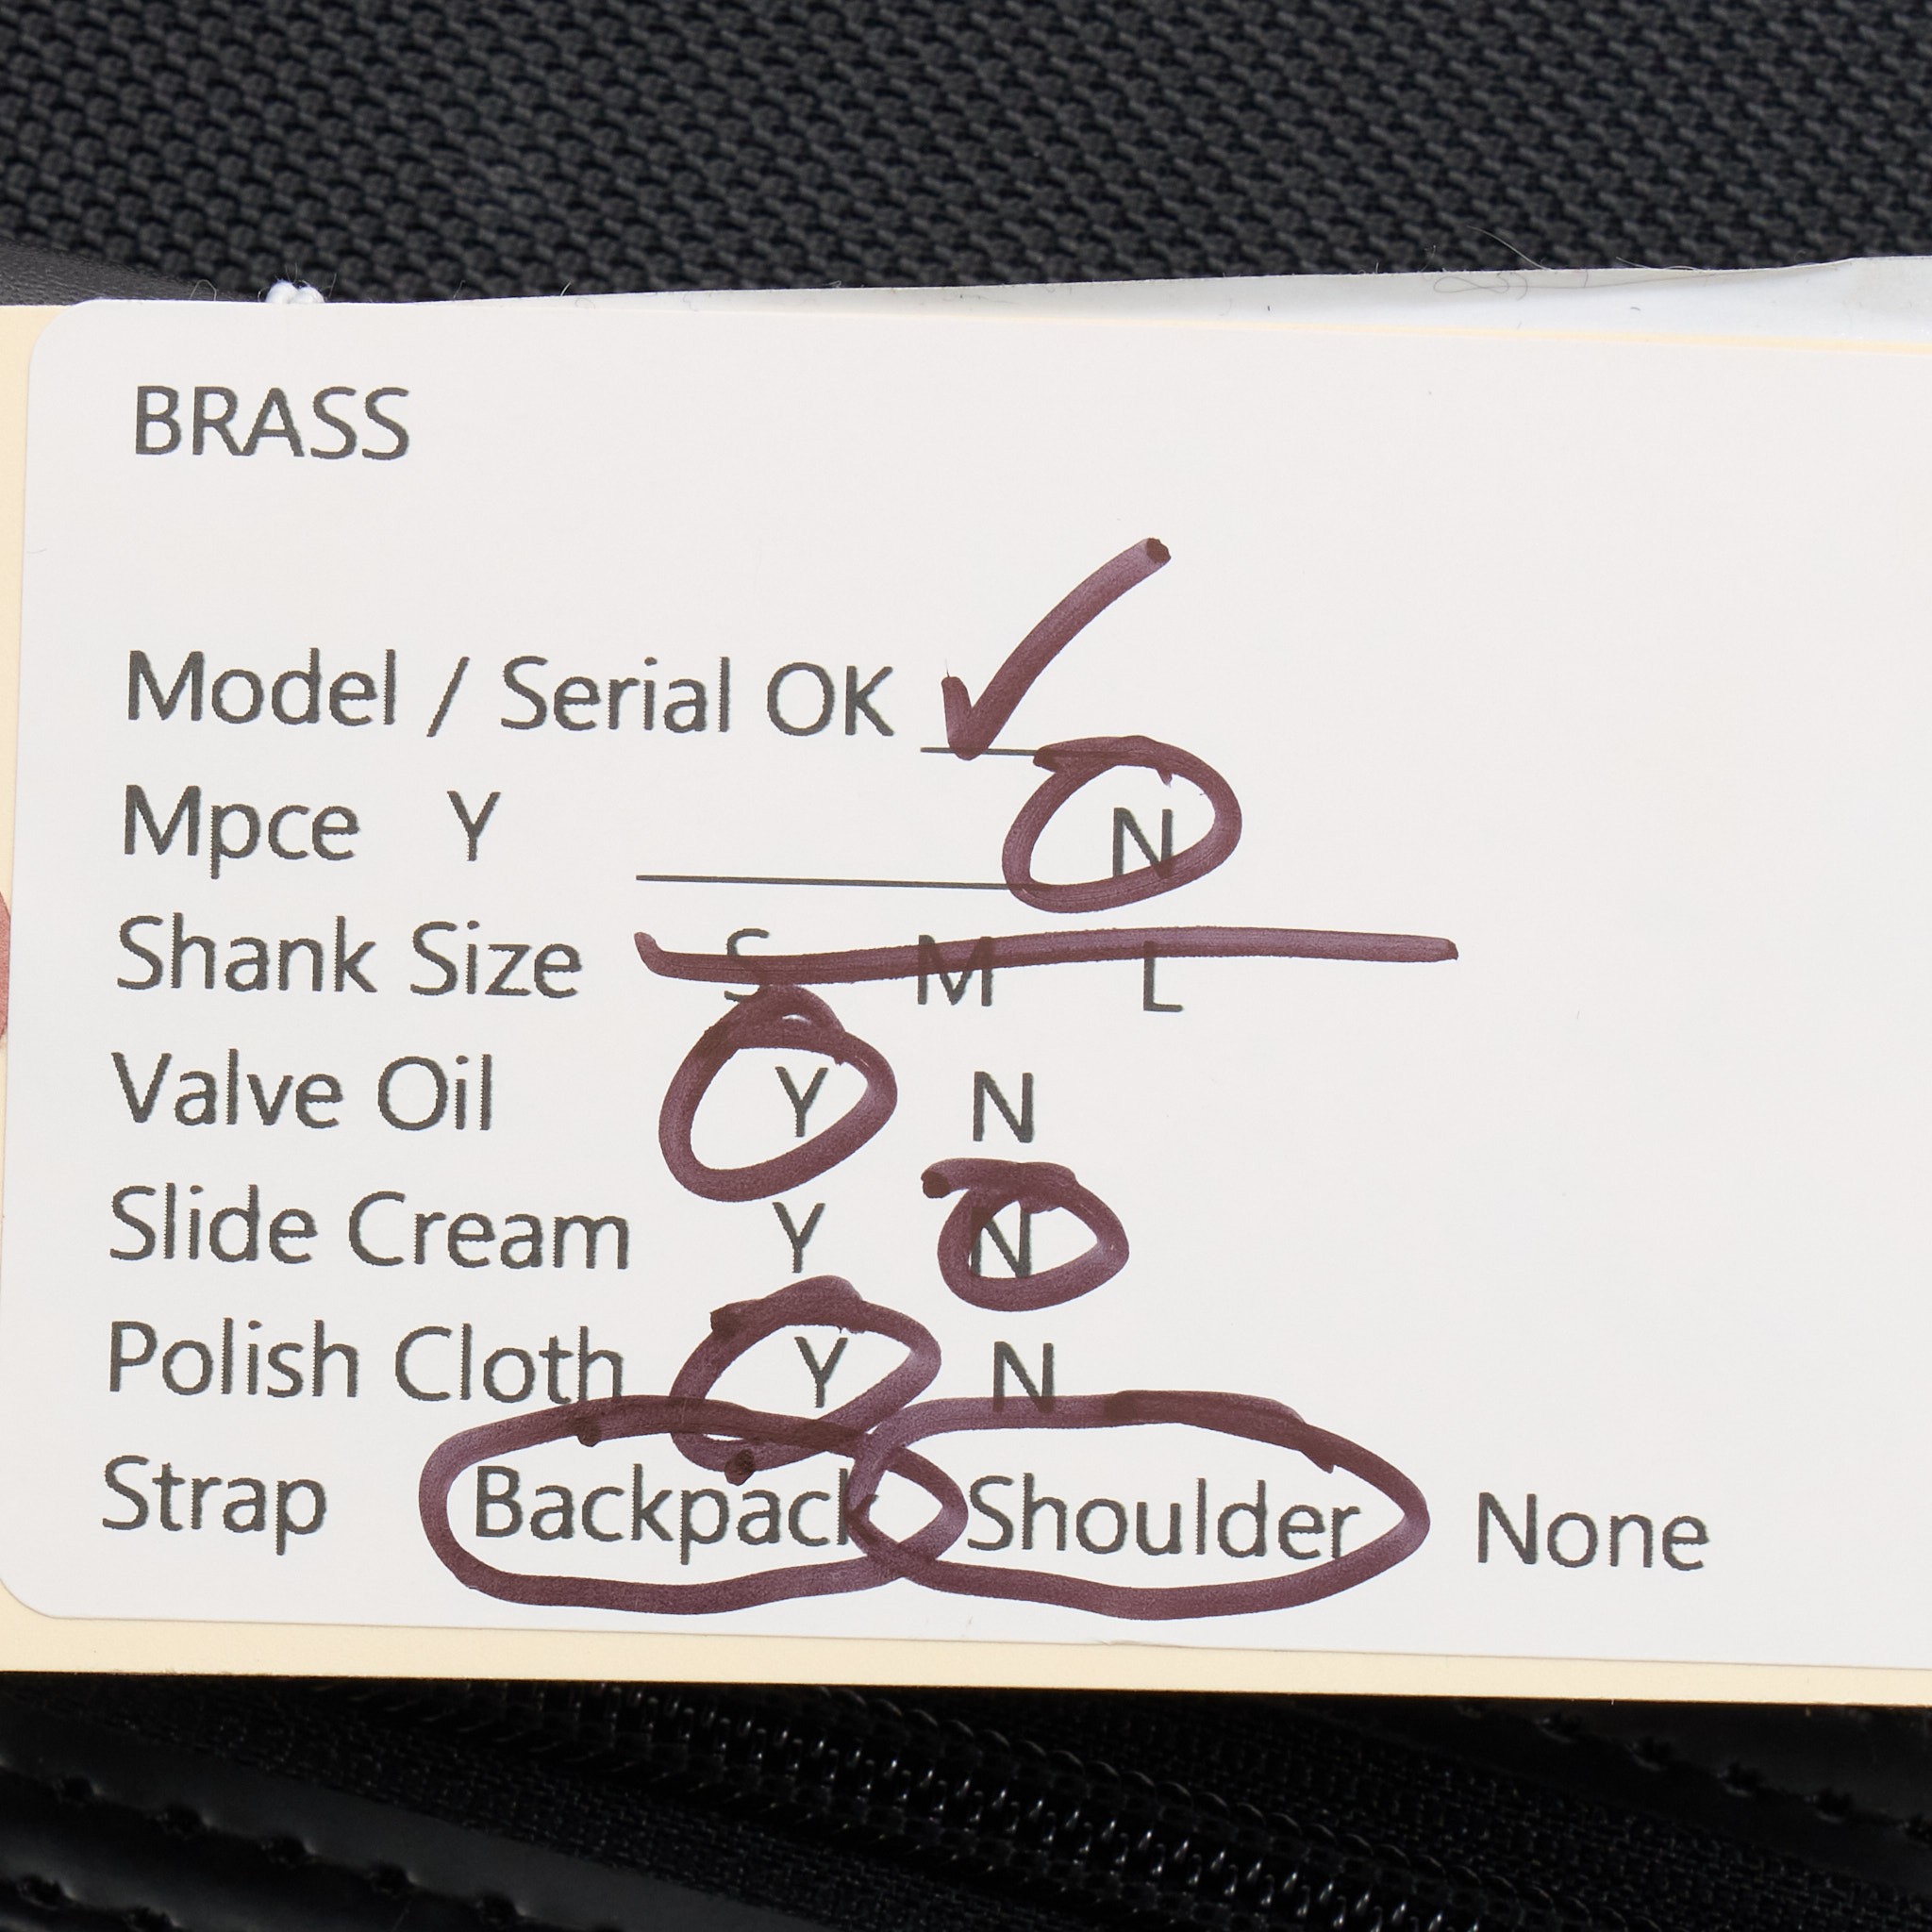 BRASS
Model / Serial OK ✓
Mpce Y N
Shank Size S M L
Valve Oil Y N
Slide Cream Y N
Polish Cloth Y N
Strap Backpack Shoulder None